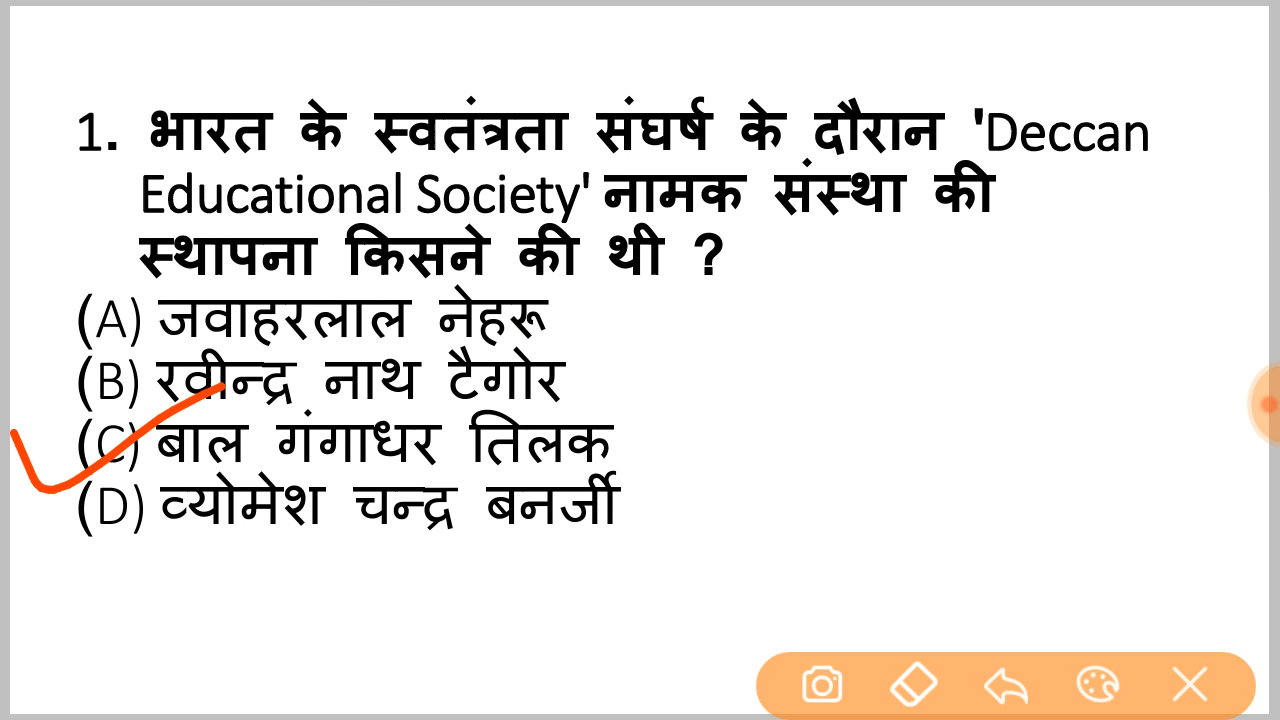 1. भारत के स्वतंत्रता संघर्ष के दौरान 'Deccan
Educational Society' नामक संस्था की
स्थापना किसने की थी ?
(A) जवाहरलाल नेहरू
(B) रवीन्द्र नाथ टैगोर
(C) बाल गंगाधर तिलक
(D) व्योमेश चन्द्र बनर्जी